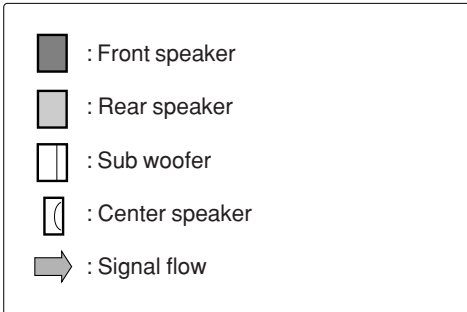 : Front speaker
: Rear speaker
: Sub woofer
: Center speaker
: Signal flow